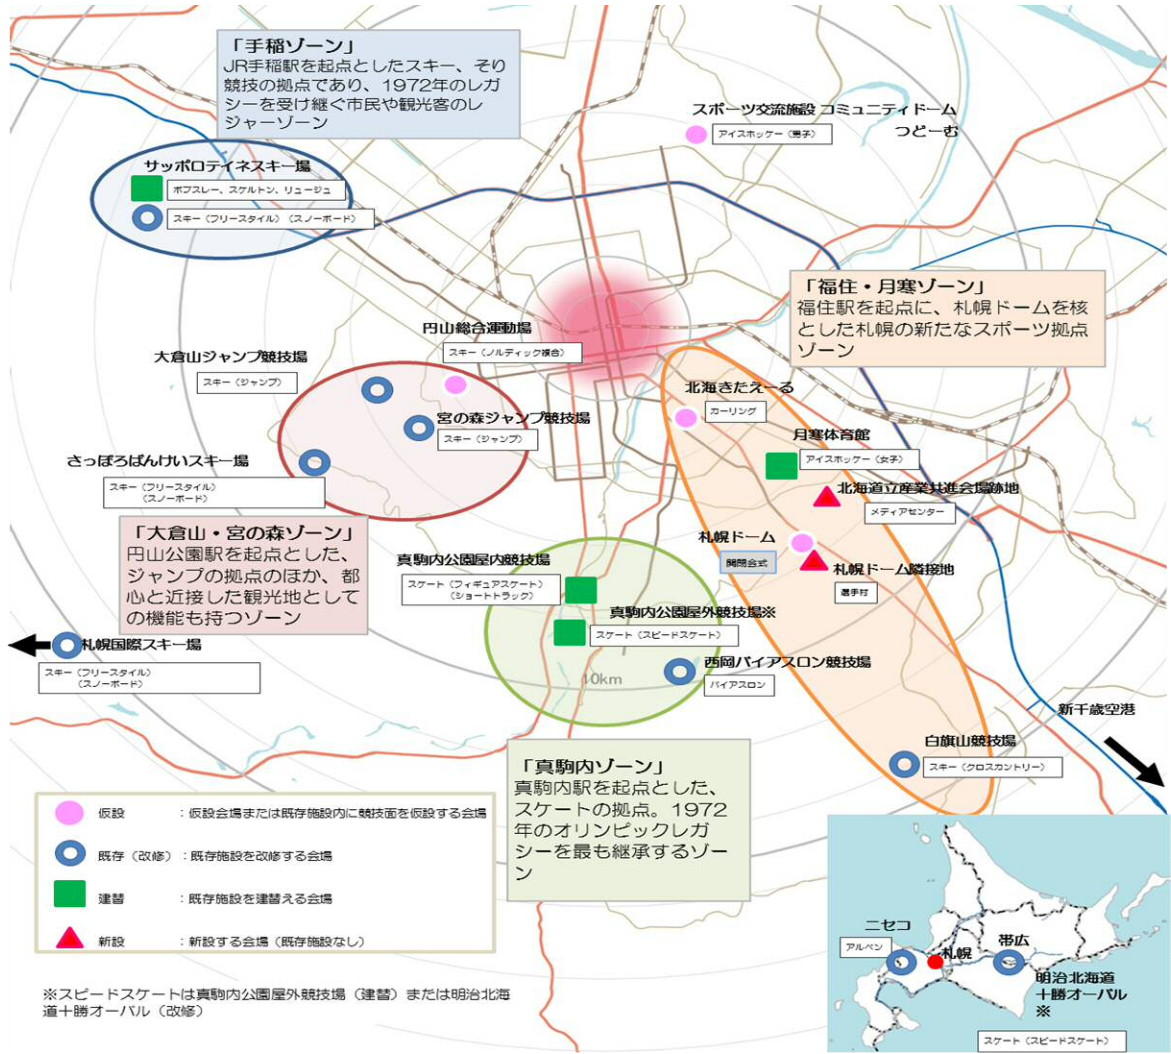 「手稲ゾーン」
JR手稲駅を起点としたスキー、そり
競技の拠点であり、1972年のレガ
シーを受け継ぐ市民や観光客のレ
ジャーゾーン
スポーツ交流施設 コミュニティドーム
つどーむ
アイスホッケー（男子）
サッポロテイネスキー場
ボブスレー、スケルトン、リュージュ
スキー（フリースタイル）（スノーボード）
「福住・月寒ゾーン」
福住駅を起点に、札幌ドームを核
とした札幌の新たなスポーツ拠点
ゾーン
円山総合運動場
スキー（ノルディック複合）
大倉山ジャンプ競技場
スキー（ジャンプ）
宮の森ジャンプ競技場
スキー（ジャンプ）
北海きたえーる
カーリング
月寒体育館
アイスホッケー（女子）
さっぽろばんけいスキー場
スキー（フリースタイル）
（スノーボード）
北海道立産業共進会場跡地
メディアセンター
「大倉山・宮の森ゾーン」
円山公園駅を起点とした、
ジャンプの拠点のほか、都
心と近接した観光地として
の機能も持つゾーン
札幌ドーム
開閉会式
札幌ドーム隣接地
選手村
真駒内公園屋内競技場
スケート（フィギュアスケート）
（ショートトラック）
真駒内公園屋外競技場※
スケート（スピードスケート）
札幌国際スキー場
スキー（フリースタイル）
（スノーボード）
西岡バイアスロン競技場
バイアスロン
10km
新千歳空港
白旗山競技場
スキー（クロスカントリー）
「真駒内ゾーン」
真駒内駅を起点とした、
スケートの拠点。1972
年のオリンピックレガ
シーを最も継承するゾー
ン
仮設 ：仮設会場または既存施設内に競技面を仮設する会場
既存（改修）：既存施設を改修する会場
建替 ：既存施設を建替える会場
新設 ：新設する会場（既存施設なし）
※スピードスケートは真駒内公園屋外競技場（建替）または明治北海
道十勝オーバル（改修）
ニセコ
アルペン
札幌
帯広
明治北海道
十勝オーバル
※
スケート（スピードスケート）